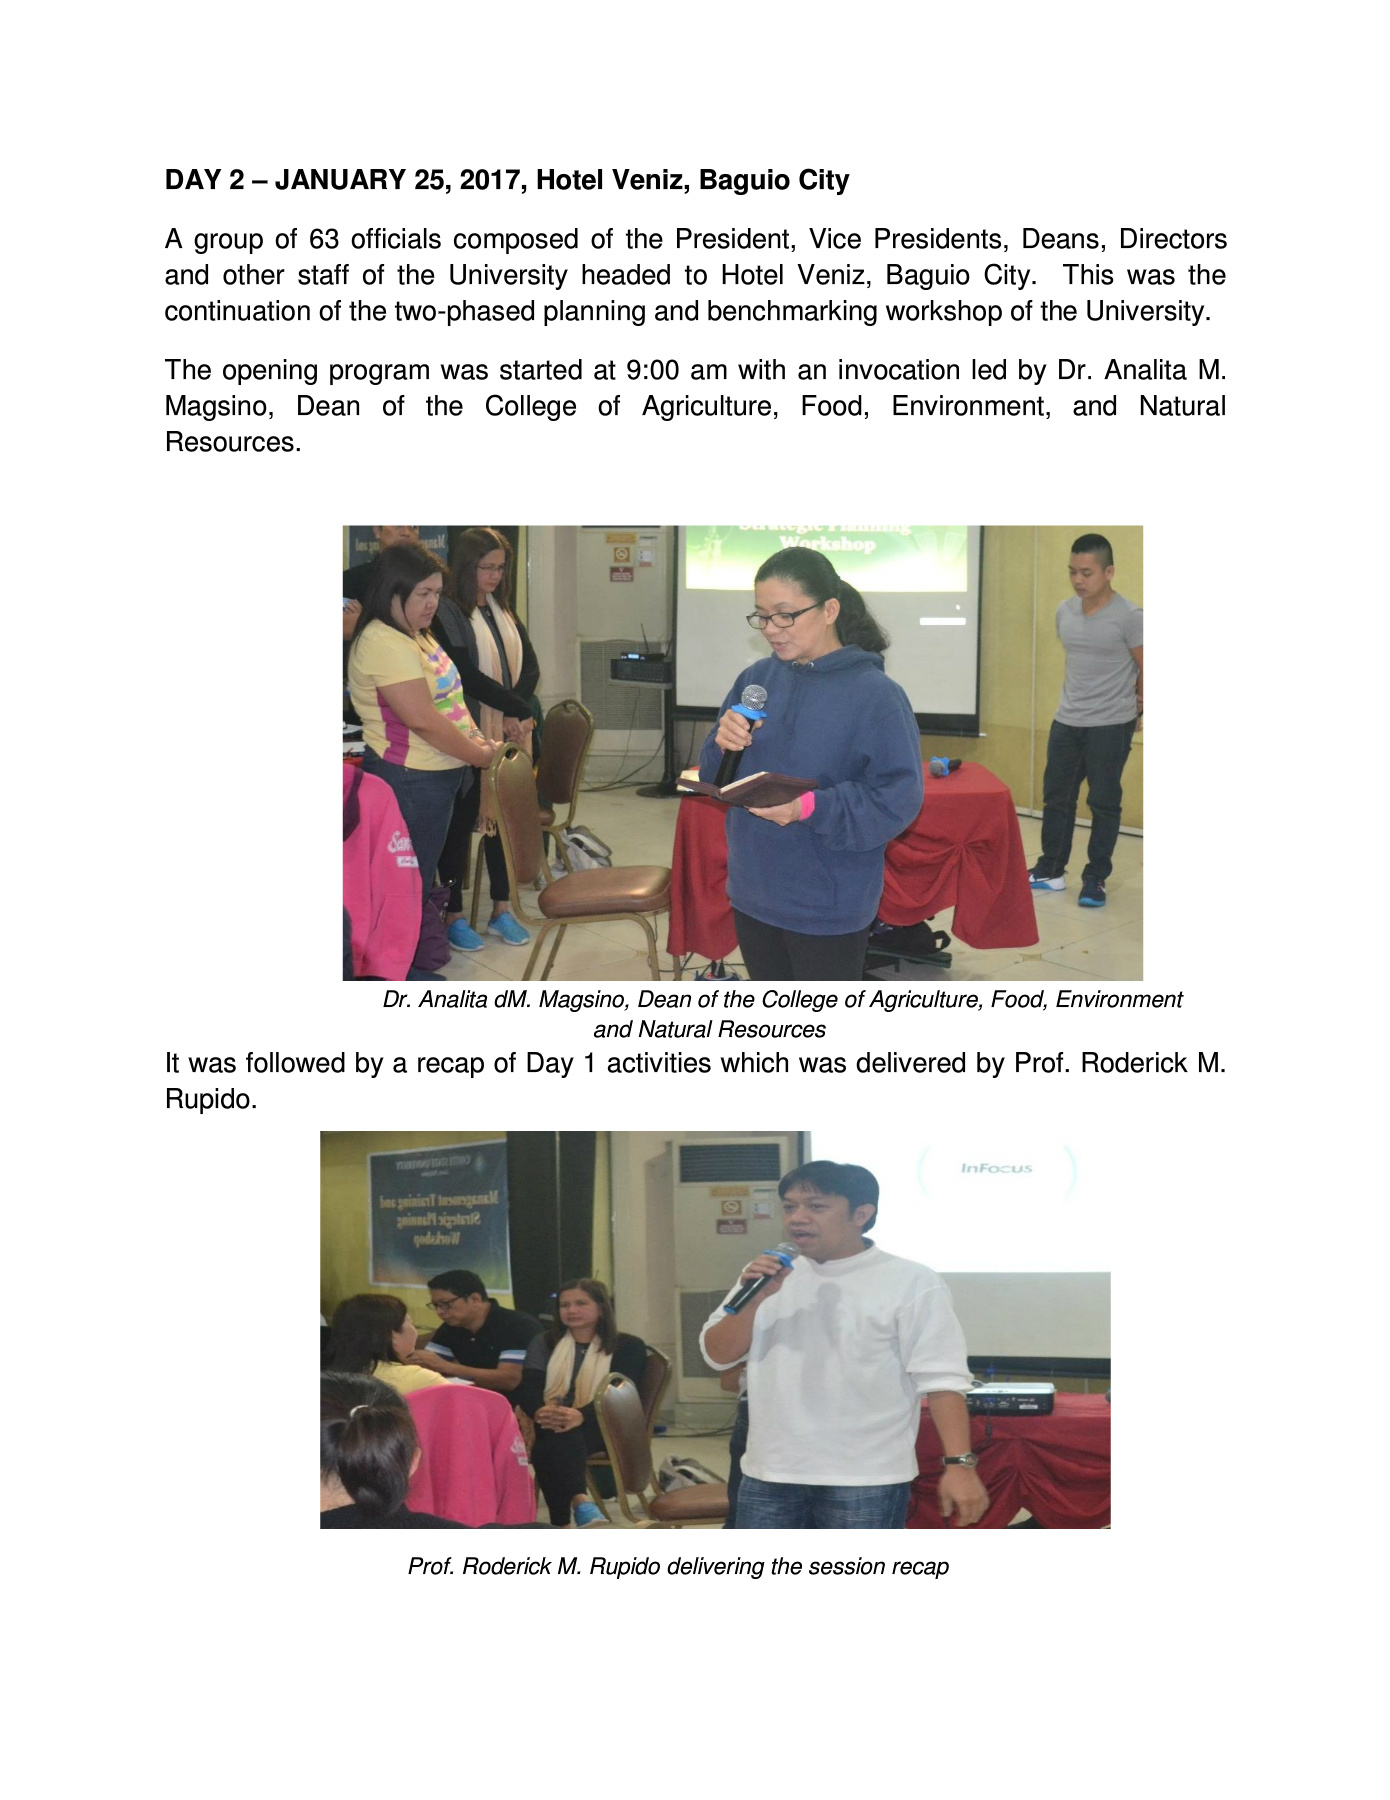 DAY 2 – JANUARY 25, 2017, Hotel Veniz, Baguio City
A group of 63 officials composed of the President, Vice Presidents, Deans, Directors
and other staff of the University headed to Hotel Veniz, Baguio City.  This was the
continuation of the two-phased planning and benchmarking workshop of the University.
The opening program was started at 9:00 am with an invocation led by Dr. Analita M.
Magsino, Dean of the College of Agriculture, Food, Environment, and Natural
Resources.
Strategic Planning
Workshop
Dr. Analita dM. Magsino, Dean of the College of Agriculture, Food, Environment
and Natural Resources
It was followed by a recap of Day 1 activities which was delivered by Prof. Roderick M.
Rupido.
CAVITE STATE UNIVERSITY
Management Training and
Strategic Planning
Workshop
InFocus
Prof. Roderick M. Rupido delivering the session recap